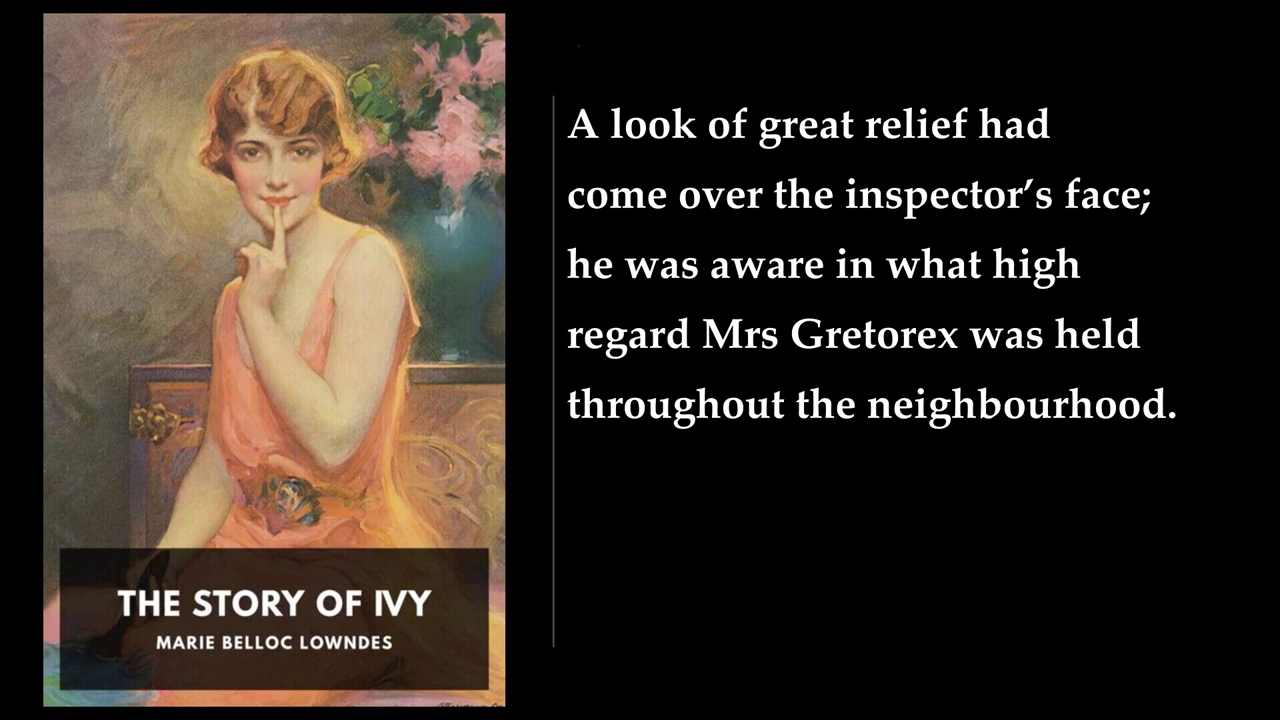 THE STORY OF IVY
MARIE BELLOC LOWNDES
A look of great relief had
come over the inspector’s face;
he was aware in what high
regard Mrs Gretorex was held
throughout the neighbourhood.